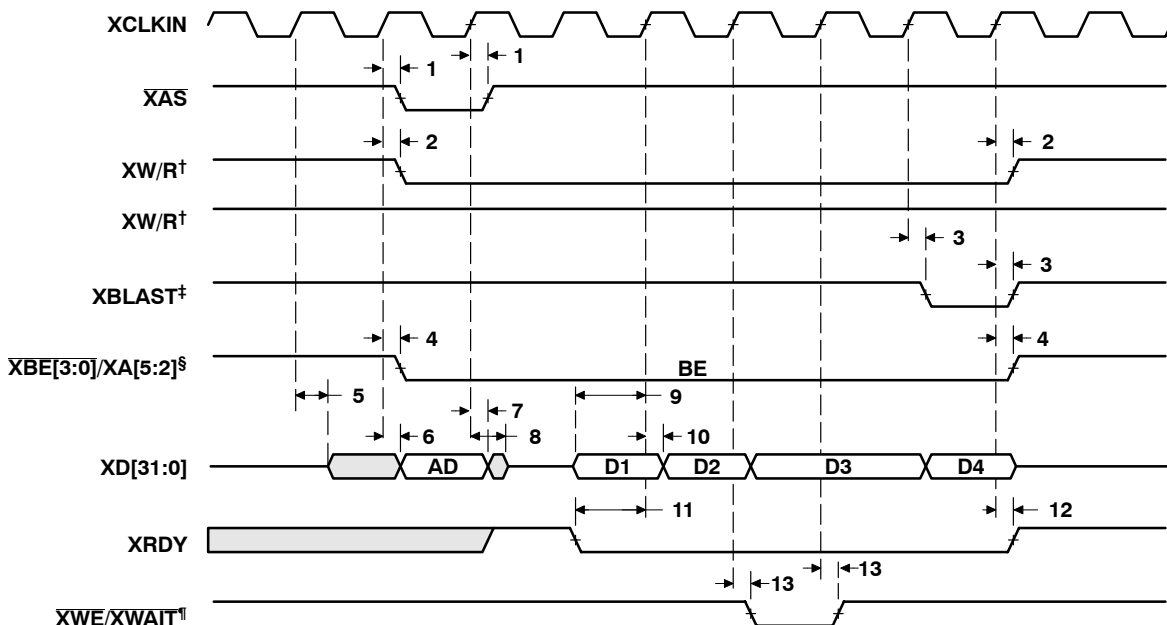 XCLKIN
1 1
XAS
2 2
XW/R†
XW/R†
3
3
XBLAST‡
4 4
XBE[3:0]/XA[5:2]§
BE
5 9
7
6 8 10
XD[31:0]
AD D1 D2 D3 D4
11 12
XRDY
13
13
XWE/XWAIT¶